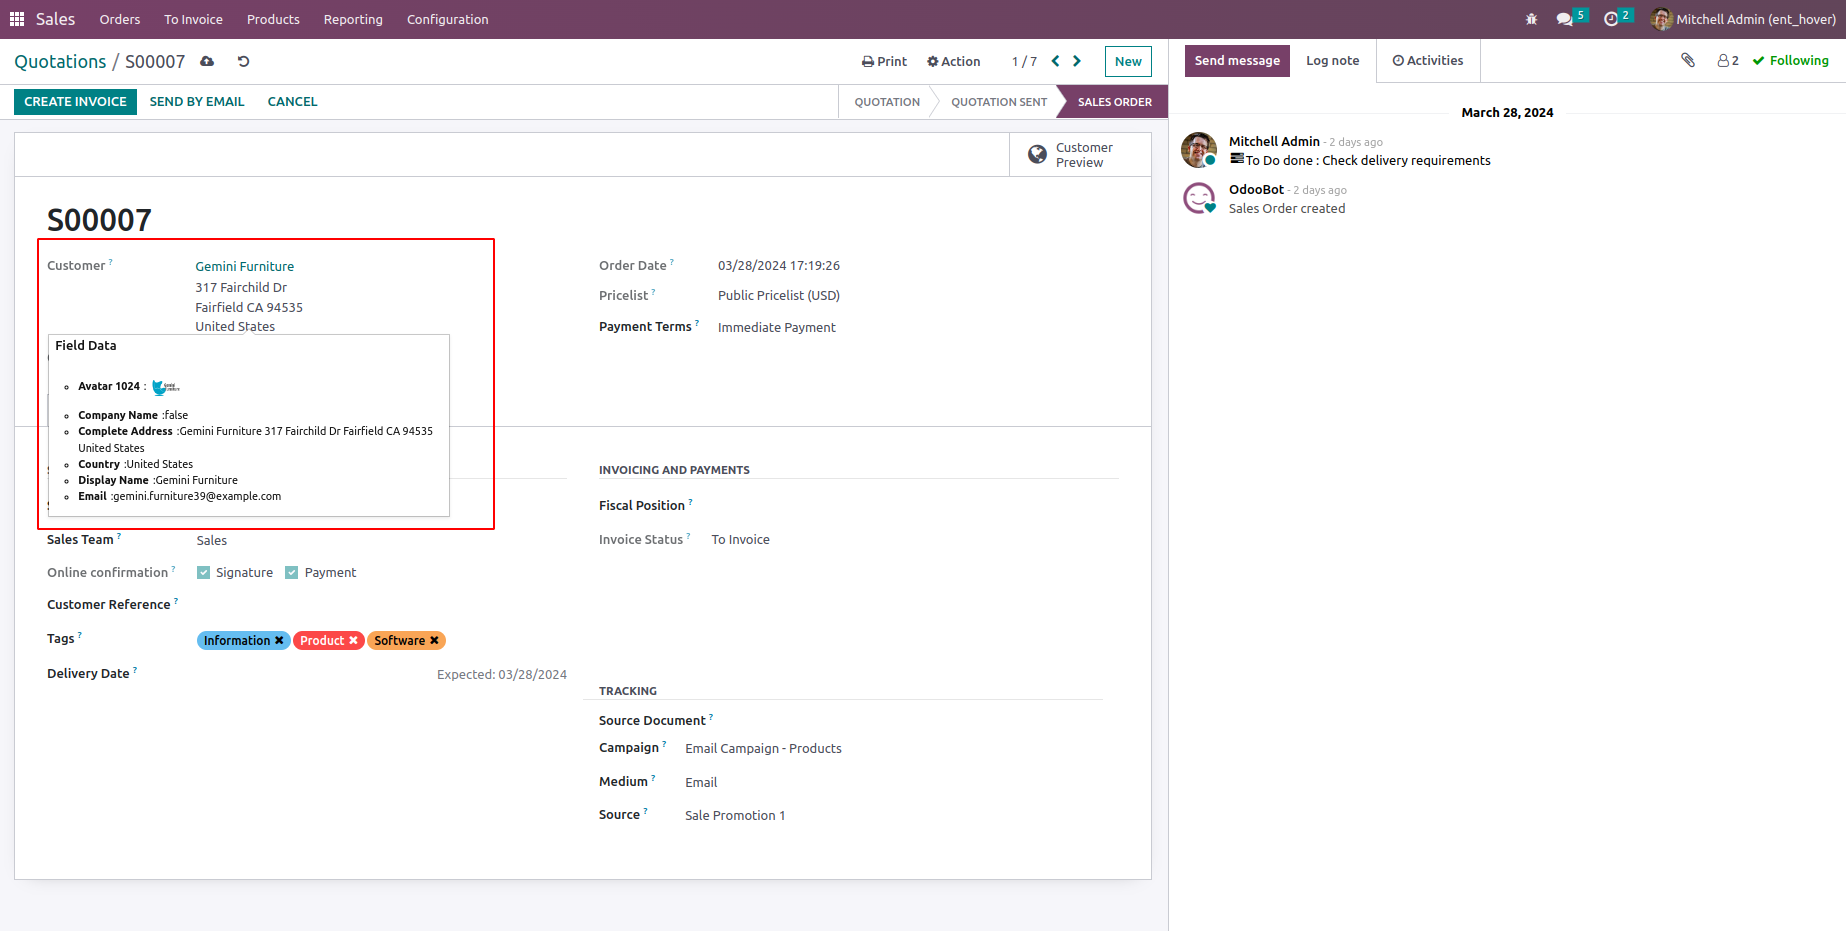 Sales Orders To Invoice Products Reporting Configuration 5 2 Mitchell Admin (ent_hover)
Quotations / S00007 Print Action 1 / 7 New
CREATE INVOICE SEND BY EMAIL CANCEL QUOTATION QUOTATION SENT SALES ORDER
Customer Preview
S00007
Customer ? Gemini Furniture
317 Fairchild Dr
Fairfield CA 94535
United States
Field Data
Avatar 1024 :
Company Name :false
Complete Address :Gemini Furniture 317 Fairchild Dr Fairfield CA 94535
United States
Country :United States
Display Name :Gemini Furniture
Email :gemini.furniture39@example.com
Order Date ? 03/28/2024 17:19:26
Pricelist ? Public Pricelist (USD)
Payment Terms ? Immediate Payment
Sales Team ? Sales
Online confirmation ? Signature Payment
Customer Reference ?
Tags ? Information ✖ Product ✖ Software ✖
Delivery Date ? Expected: 03/28/2024
INVOICING AND PAYMENTS
Fiscal Position ?
Invoice Status ? To Invoice
TRACKING
Source Document ?
Campaign ? Email Campaign - Products
Medium ? Email
Source ? Sale Promotion 1
Send message Log note Activities 2 Following
March 28, 2024
Mitchell Admin - 2 days ago
To Do done : Check delivery requirements
OdooBot - 2 days ago
Sales Order created